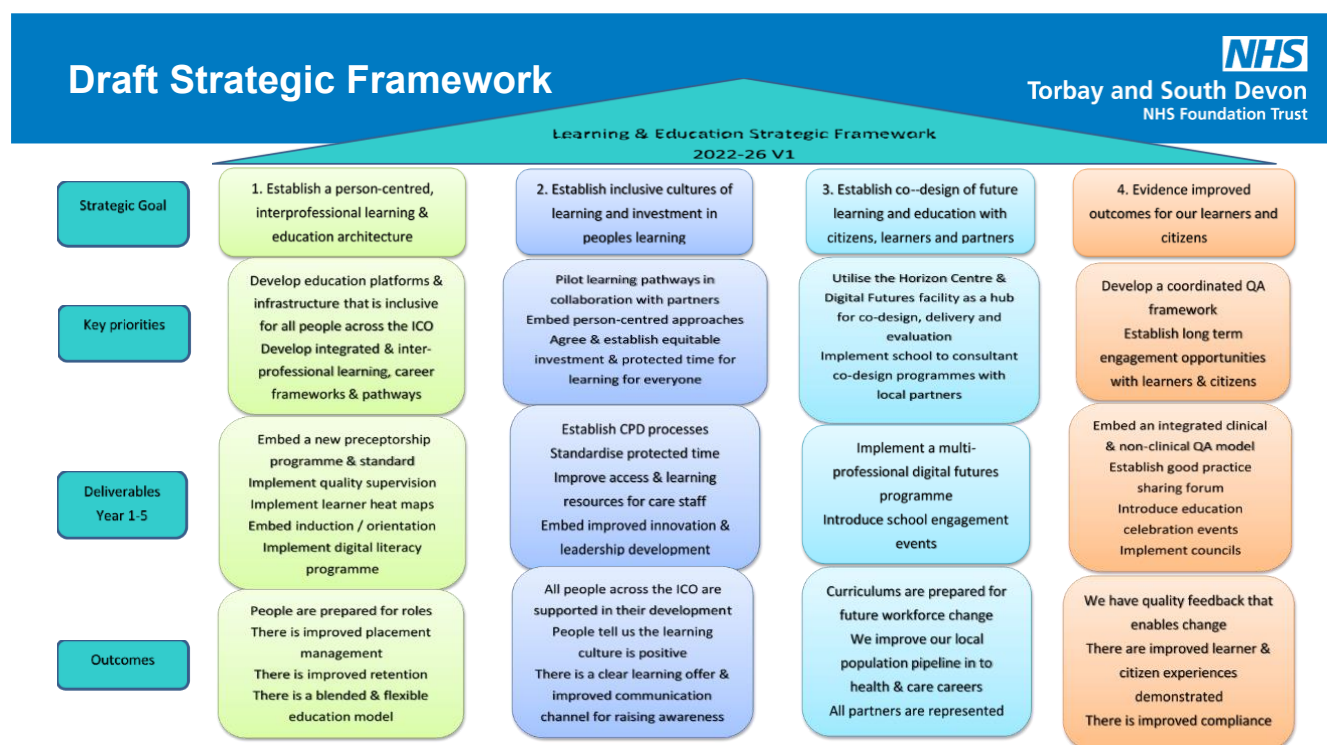 Draft Strategic Framework
NHS
Torbay and South Devon
NHS Foundation Trust
Learning & Education Strategic Framework
2022-26 V1
Strategic Goal
1. Establish a person-centred,
interprofessional learning &
education architecture
2. Establish inclusive cultures of
learning and investment in
peoples learning
3. Establish co--design of future
learning and education with
citizens, learners and partners
4. Evidence improved
outcomes for our learners and
citizens
Key priorities
Develop education platforms &
infrastructure that is inclusive
for all people across the ICO
Develop integrated & inter-
professional learning, career
frameworks & pathways
Pilot learning pathways in
collaboration with partners
Embed person-centred approaches
Agree & establish equitable
investment & protected time for
learning for everyone
Utilise the Horizon Centre &
Digital Futures facility as a hub
for co-design, delivery and
evaluation
Implement school to consultant
co-design programmes with
local partners
Develop a coordinated QA
framework
Establish long term
engagement opportunities
with learners & citizens
Deliverables
Year 1-5
Embed a new preceptorship
programme & standard
Implement quality supervision
Implement learner heat maps
Embed induction / orientation
Implement digital literacy
programme
Establish CPD processes
Standardise protected time
Improve access & learning
resources for care staff
Embed improved innovation &
leadership development
Implement a multi-
professional digital futures
programme
Introduce school engagement
events
Embed an integrated clinical
& non-clinical QA model
Establish good practice
sharing forum
Introduce education
celebration events
Implement councils
Outcomes
People are prepared for roles
There is improved placement
management
There is improved retention
There is a blended & flexible
education model
All people across the ICO are
supported in their development
People tell us the learning
culture is positive
There is a clear learning offer &
improved communication
channel for raising awareness
Curriculums are prepared for
future workforce change
We improve our local
population pipeline in to
health & care careers
All partners are represented
We have quality feedback that
enables change
There are improved learner &
citizen experiences
demonstrated
There is improved compliance